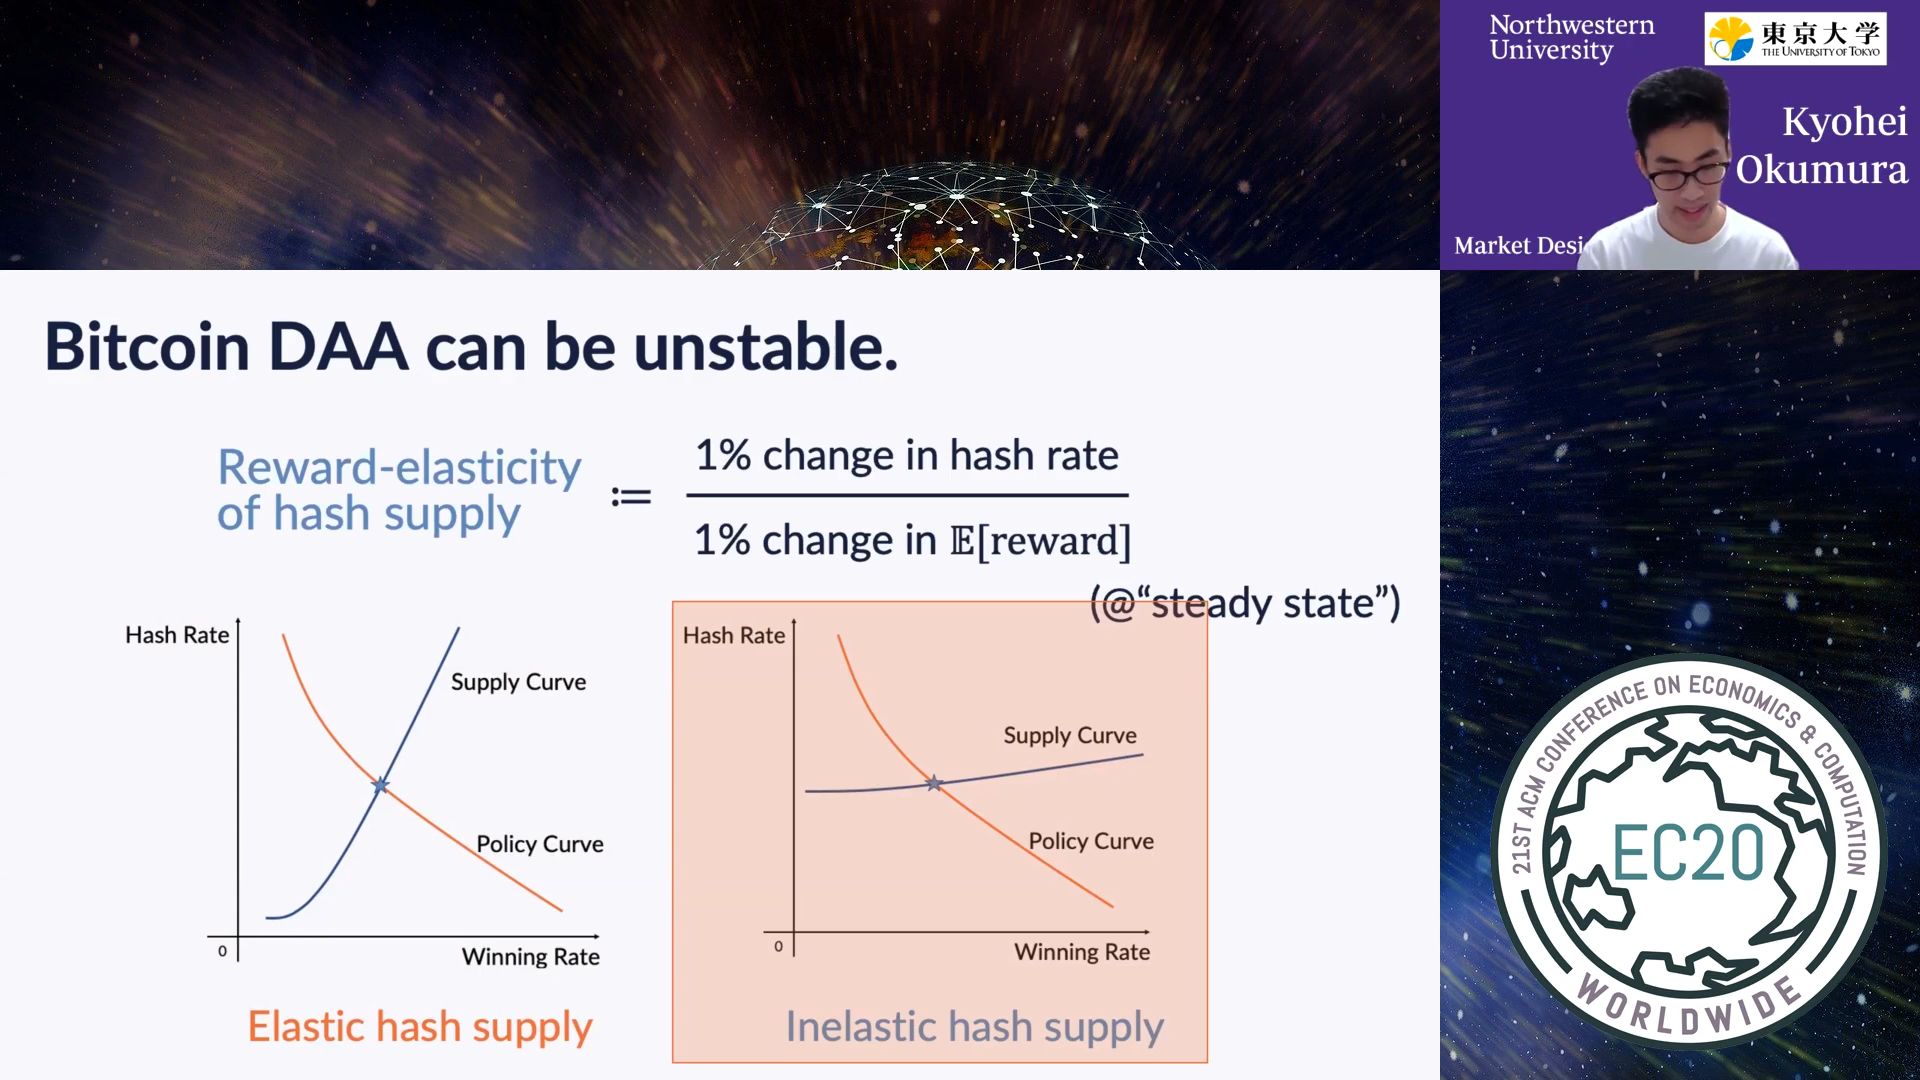 Northwestern
University
東京大学
THE UNIVERSITY OF TOKYO
Kyohei
Okumura
Market Desi
Bitcoin DAA can be unstable.
Reward-elasticity
of hash supply
:=
1% change in hash rate
1% change in 𝔼[reward]
(@“steady state”)
Hash Rate
Supply Curve
Policy Curve
0
Winning Rate
Elastic hash supply
Hash Rate
Supply Curve
Policy Curve
0
Winning Rate
Inelastic hash supply
21ST ACM CONFERENCE ON ECONOMICS & COMPUTATION
EC20
WORLDWIDE